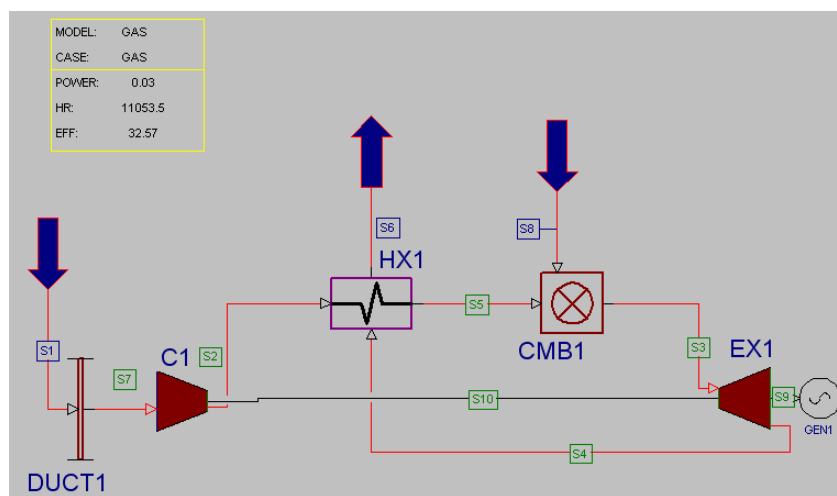 MODEL: GAS
CASE: GAS
POWER: 0.03
HR: 11053.5
EFF: 32.57
S6
S8
HX1
S1
S7
S2
C1
S5
CMB1
S3
EX1
S10
S9
GEN1
S4
DUCT1